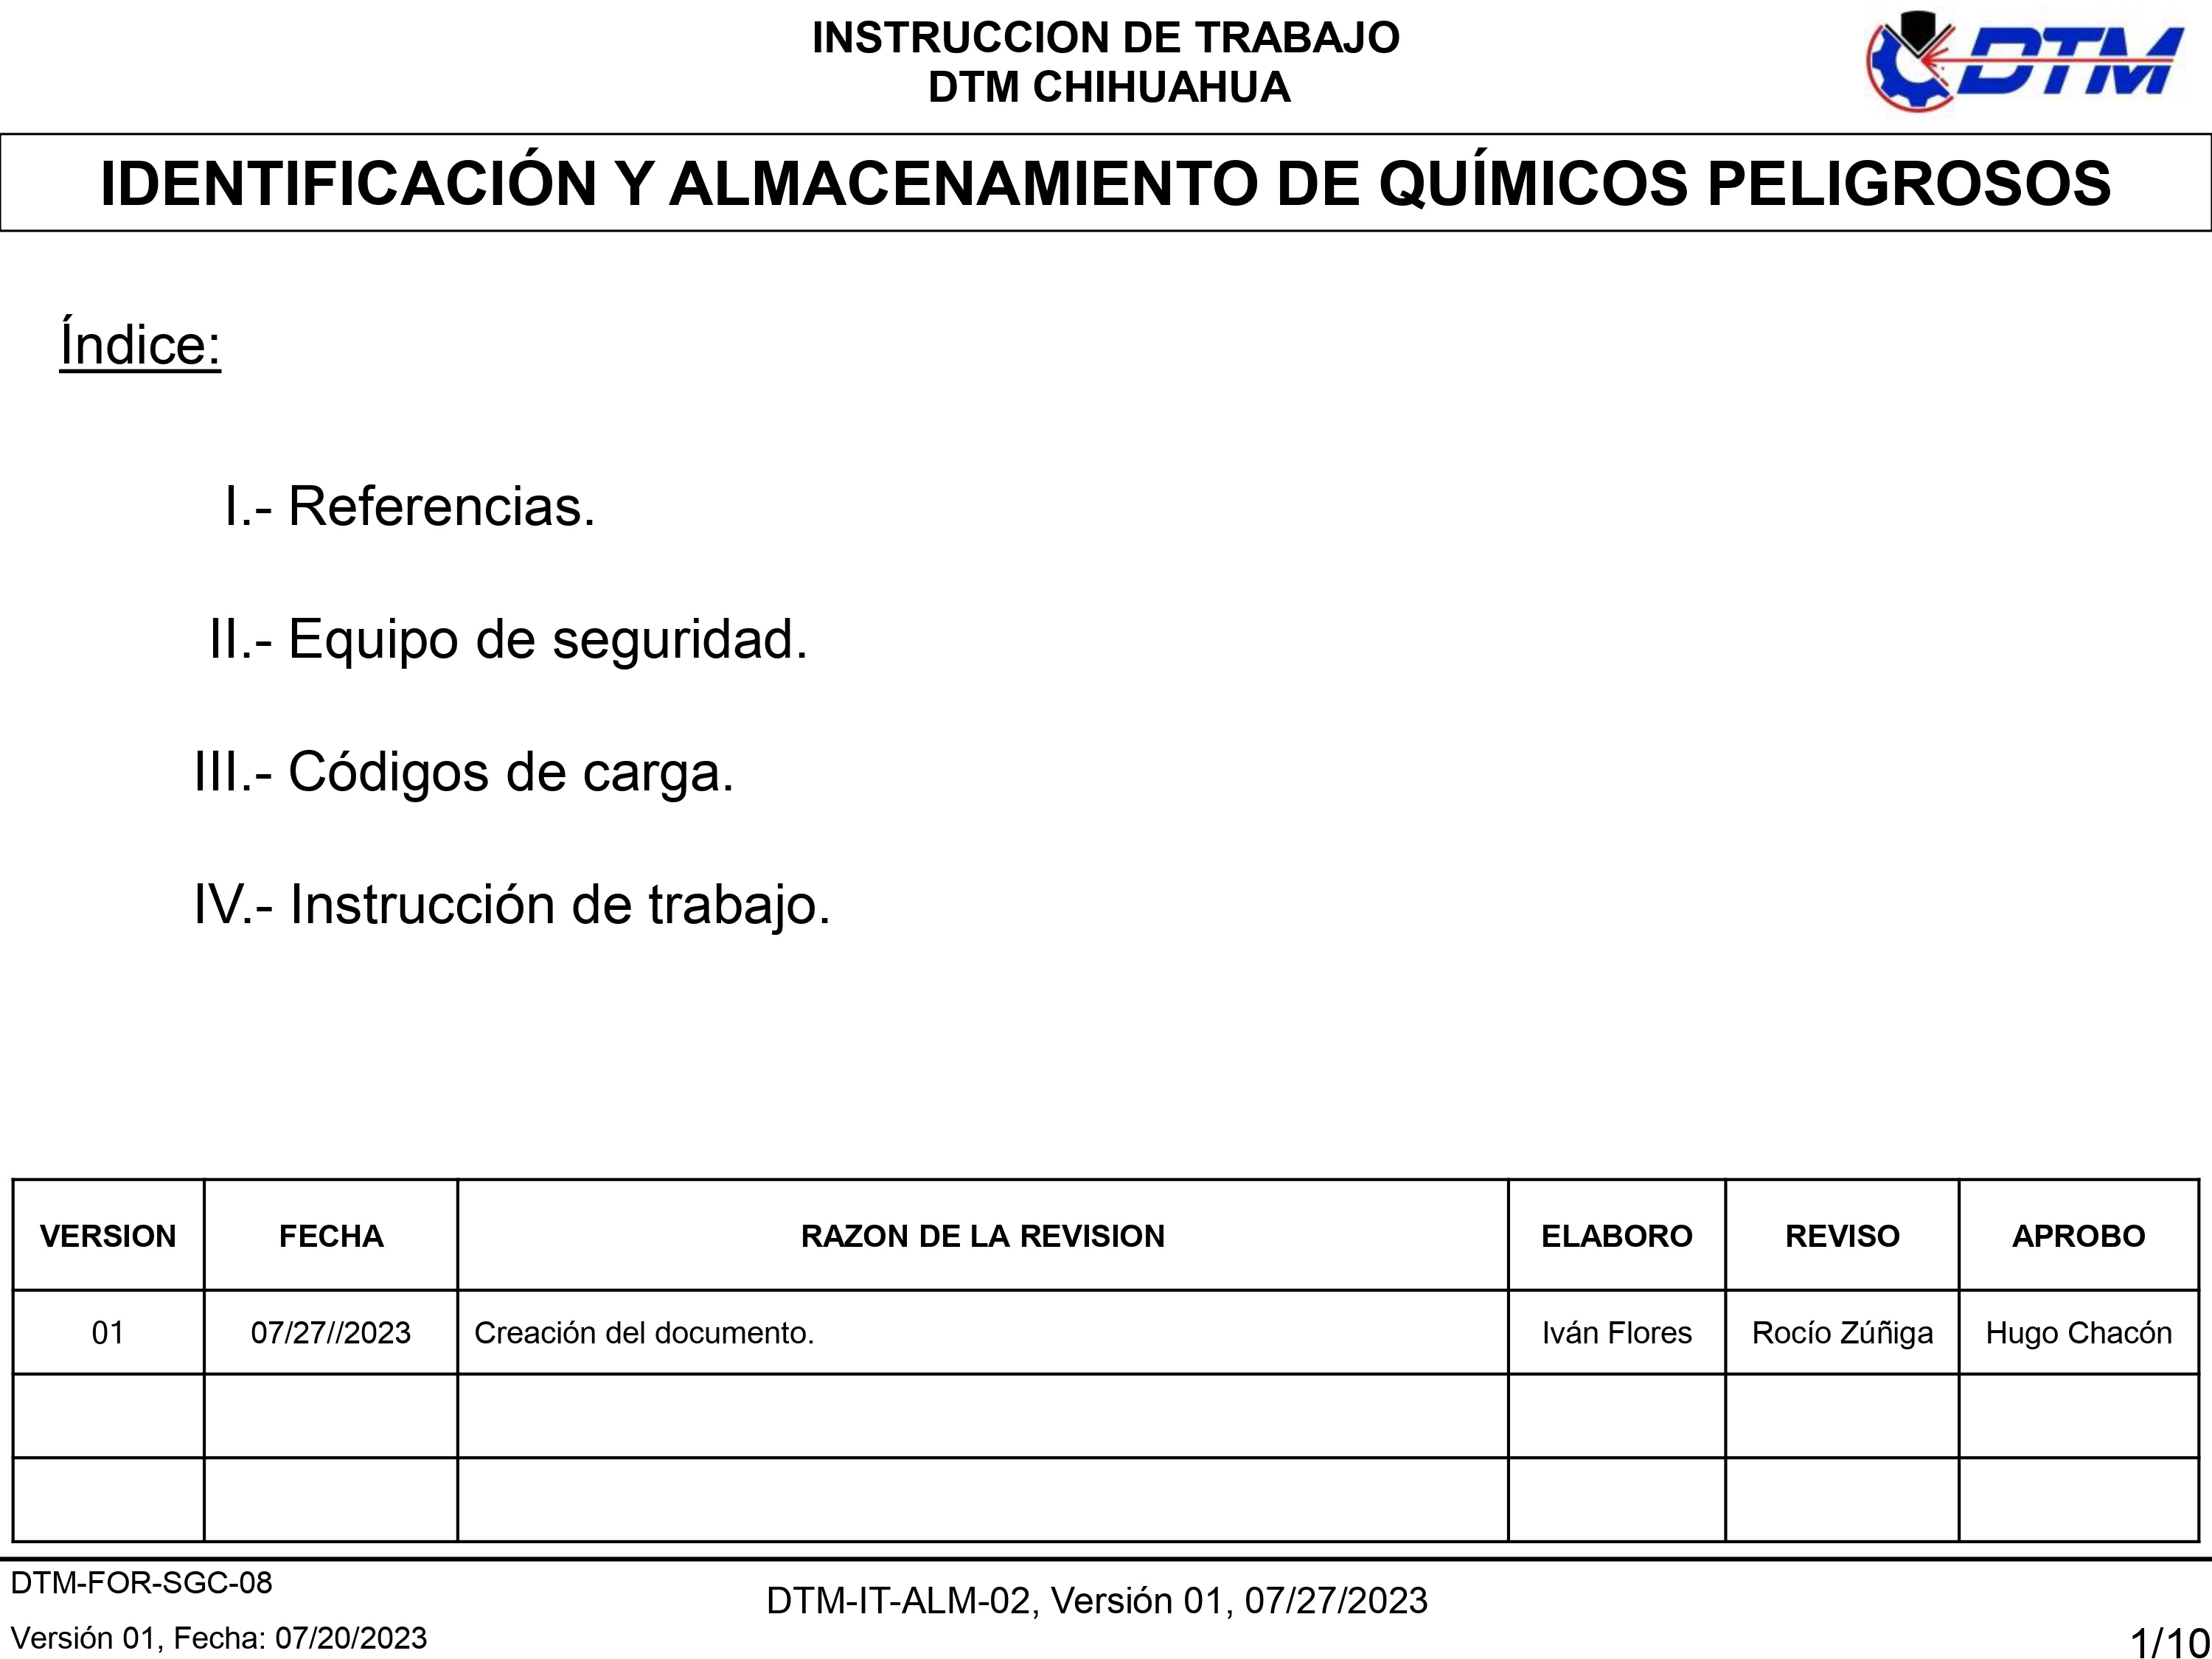 INSTRUCCION DE TRABAJO
DTM CHIHUAHUA
DTM
IDENTIFICACIÓN Y ALMACENAMIENTO DE QUÍMICOS PELIGROSOS
Índice:
I.- Referencias.
II.- Equipo de seguridad.
III.- Códigos de carga.
IV.- Instrucción de trabajo.
VERSION FECHA RAZON DE LA REVISION ELABORO REVISO APROBO
01 07/27//2023 Creación del documento. Iván Flores Rocío Zúñiga Hugo Chacón
DTM-FOR-SGC-08
DTM-IT-ALM-02, Versión 01, 07/27/2023
Versión 01, Fecha: 07/20/2023
1/10